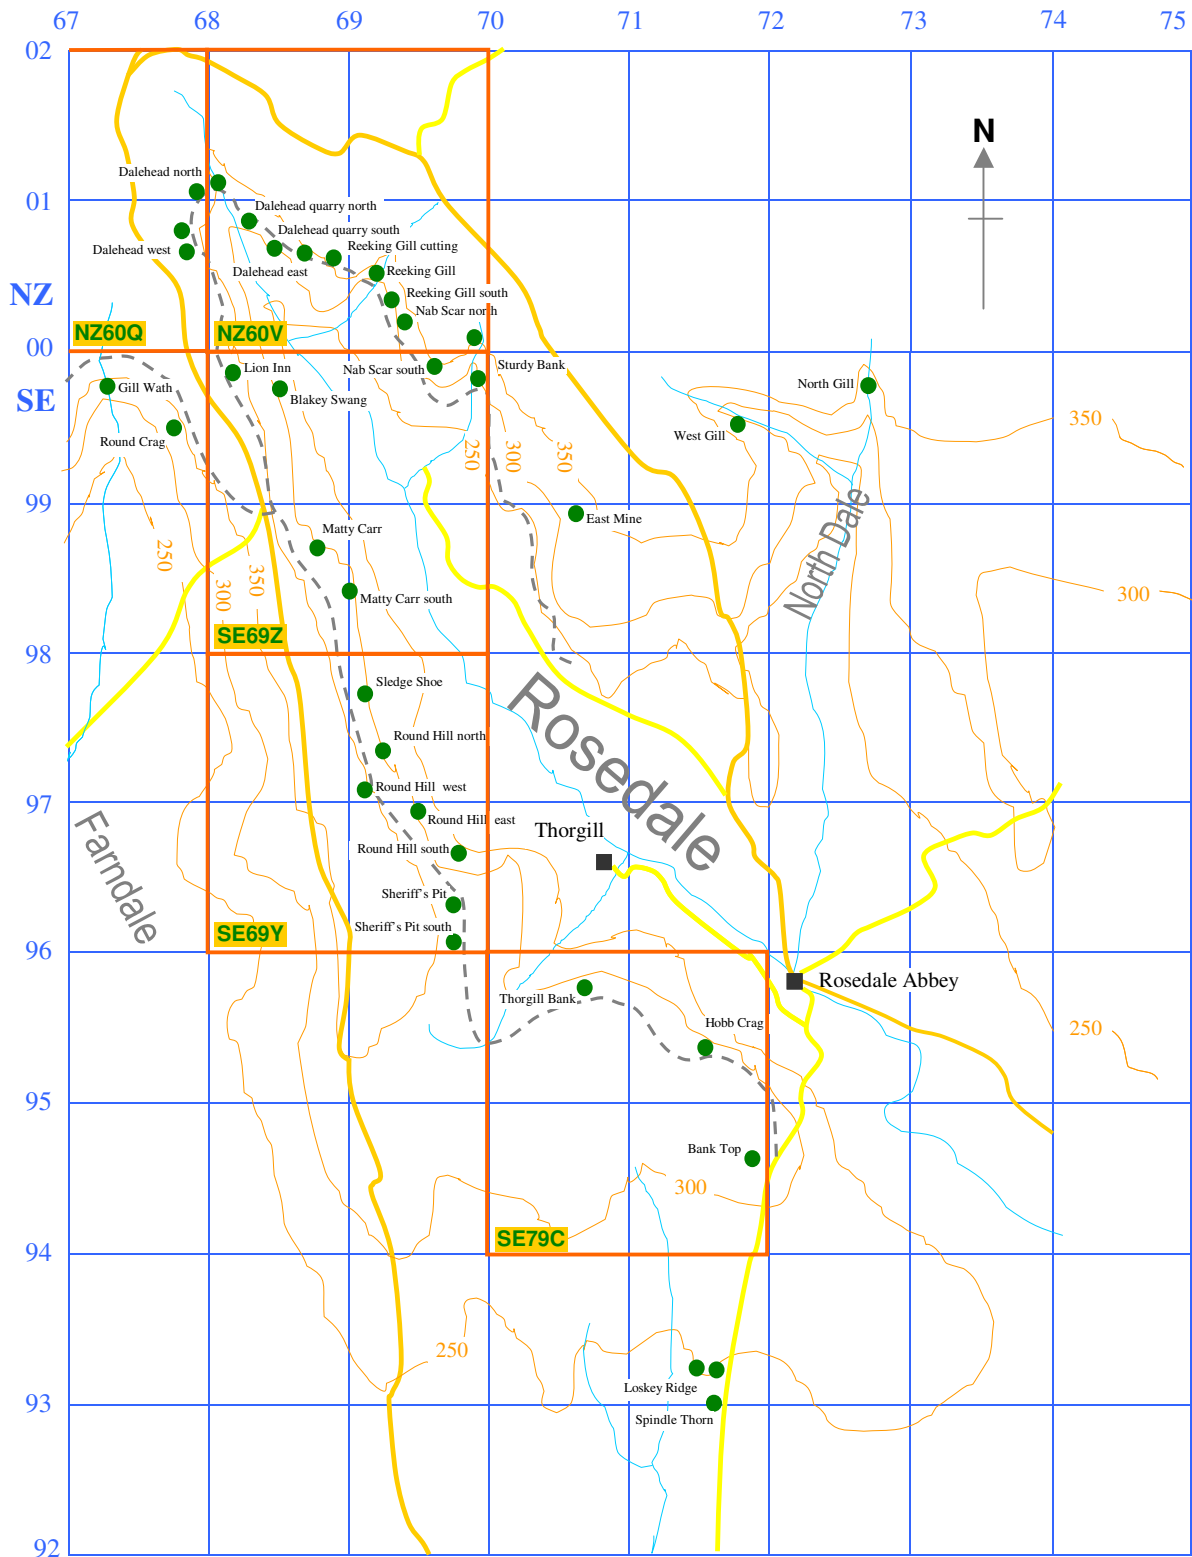 67 68 69 70 71 72 73 74 75
02
N
Dalehead north
01
Dalehead quarry north
Dalehead quarry south
Reeking Gill cutting
Dalehead west
Dalehead east
Reeking Gill
NZ
Reeking Gill south
Nab Scar north
NZ60Q
NZ60V
00
Sturdy Bank
Lion Inn
Nab Scar south
North Gill
SE
Gill Wath
Blakey Swang
350
West Gill
Round Crag
250
300
350
99
East Mine
Matty Carr
North Dale
250
300
350
Matty Carr south
300
SE69Z
98
Sledge Shoe
Rosedale
Round Hill north
Round Hill west
97
Round Hill east
Thorgill
Farndale
Round Hill south
Sheriff's Pit
Sheriff's Pit south
SE69Y
96
Rosedale Abbey
Thorgill Bank
Hobb Crag
250
95
Bank Top
300
SE79C
94
250
Loskey Ridge
93
Spindle Thorn
92